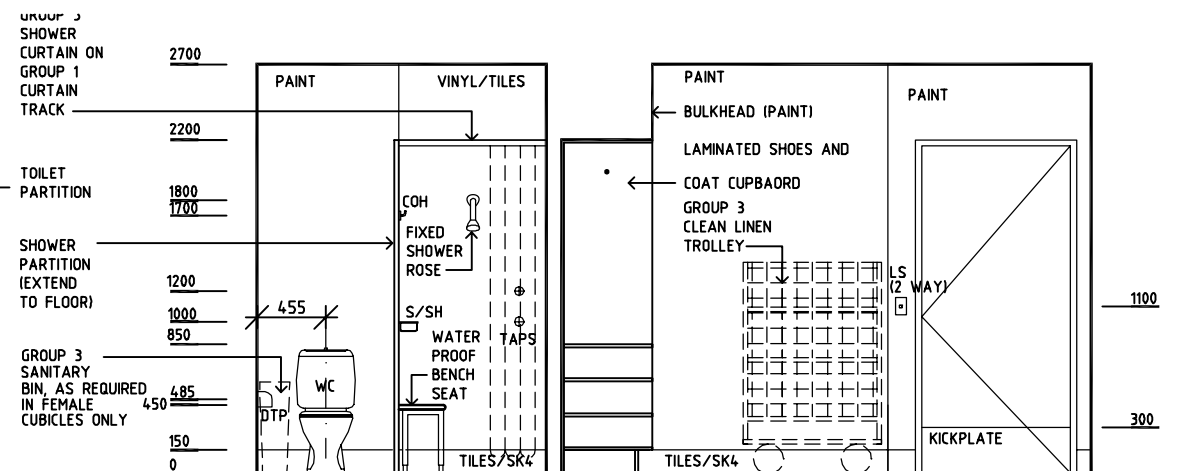 GROUP 3
SHOWER
CURTAIN ON
GROUP 1
CURTAIN
TRACK
TOILET
PARTITION
SHOWER
PARTITION
(EXTEND
TO FLOOR)
GROUP 3
SANITARY
BIN, AS REQUIRED
IN FEMALE
CUBICLES ONLY
2700
2200
1800
1700
1200
1000
850
485
450
150
0
PAINT
VINYL/TILES
455
COH
FIXED
SHOWER
ROSE
S/SH
WATER
PROOF
BENCH
SEAT
TAPS
WC
DTP
TILES/SK4
PAINT
BULKHEAD (PAINT)
LAMINATED SHOES AND
COAT CUPBAORD
GROUP 3
CLEAN LINEN
TROLLEY
PAINT
LS
(2 WAY)
KICKPLATE
TILES/SK4
1100
300